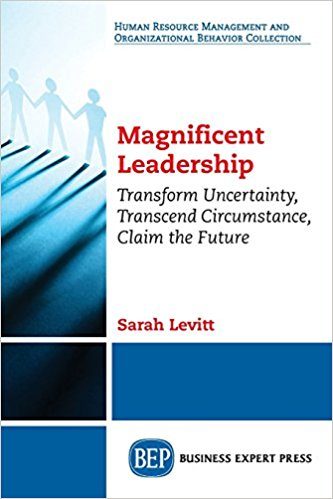 Human Resource Management and
Organizational Behavior Collection
Magnificent
Leadership
Transform Uncertainty,
Transcend Circumstance,
Claim the Future
Sarah Levitt
BEP
BUSINESS EXPERT PRESS